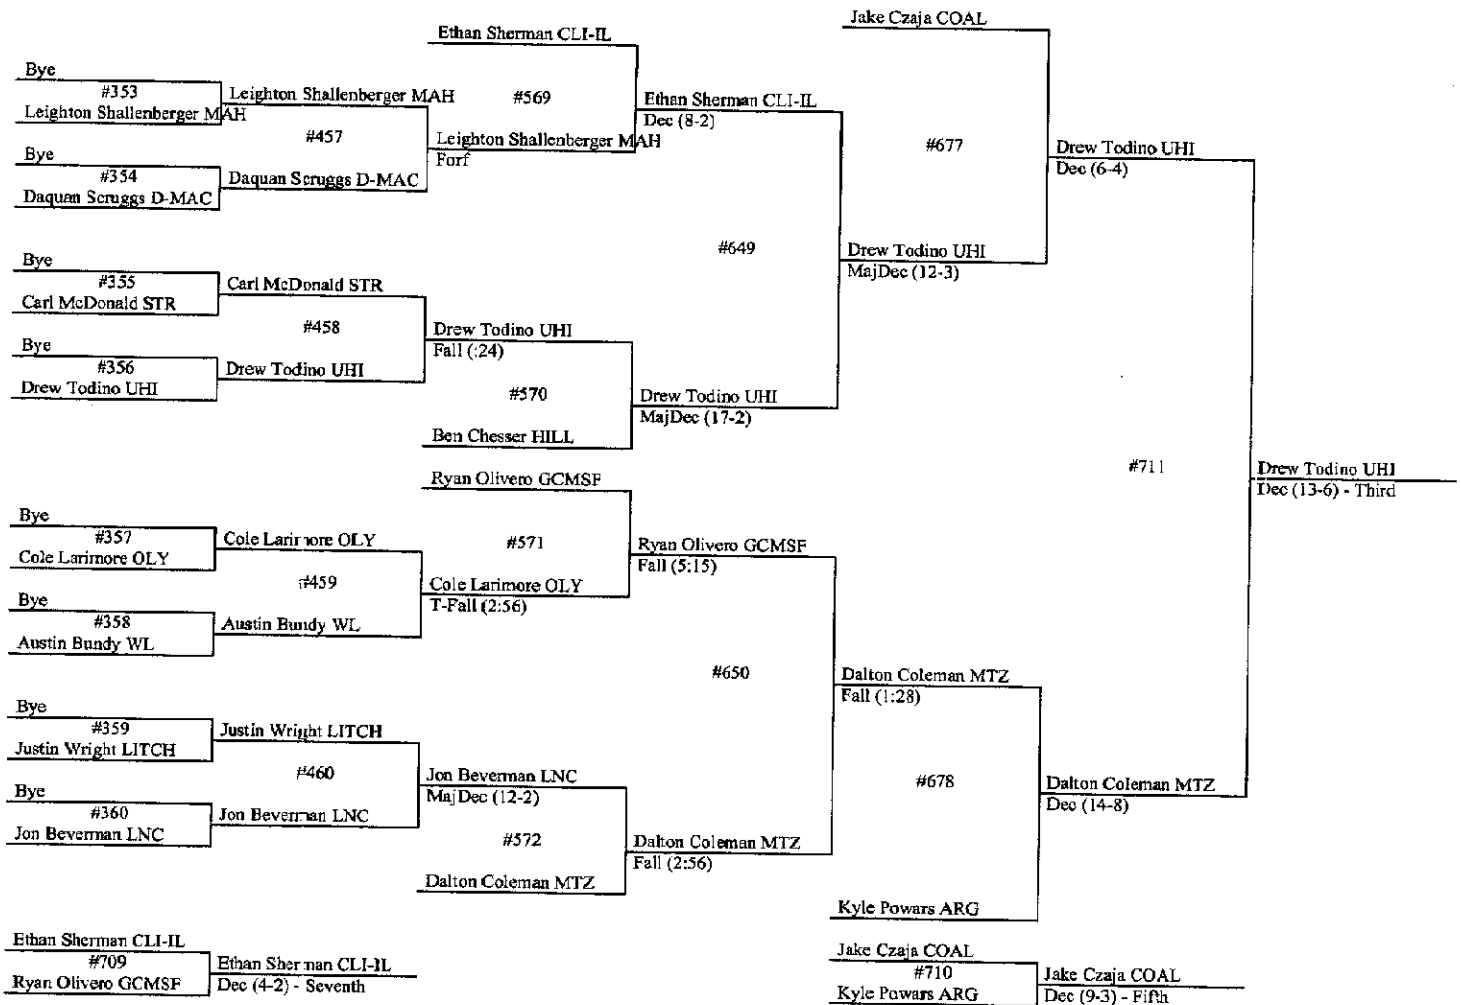 Jake Czaja COAL
Ethan Sherman CLI-IL
Bye
#353
Leighton Shallenberger MAH
Leighton Shallenberger MAH
#569
Ethan Sherman CLI-IL
Dec (8-2)
#457
Leighton Shallenberger MAH
Forf
#677
Drew Todino UHI
Dec (6-4)
Bye
#354
Daquan Scruggs D-MAC
Daquan Scruggs D-MAC
#649
Drew Todino UHI
MajDec (12-3)
Bye
#355
Carl McDonald STR
Carl McDonald STR
#458
Drew Todino UHI
Fall (:24)
Bye
#356
Drew Todino UHI
Drew Todino UHI
#570
Drew Todino UHI
MajDec (17-2)
Ben Chesser HILL
#711
Drew Todino UHI
Dec (13-6) - Third
Ryan Olivero GCMSF
Bye
#357
Cole Larimore OLY
Cole Larimore OLY
#571
Ryan Olivero GCMSF
Fall (5:15)
#459
Cole Larimore OLY
T-Fall (2:56)
Bye
#358
Austin Bundy WL
Austin Bundy WL
#650
Dalton Coleman MTZ
Fall (1:28)
Bye
#359
Justin Wright LITCH
Justin Wright LITCH
#460
Jon Beverman LNC
MajDec (12-2)
#678
Dalton Coleman MTZ
Dec (14-8)
Bye
#360
Jon Beverman LNC
Jon Beverman LNC
#572
Dalton Coleman MTZ
Fall (2:56)
Dalton Coleman MTZ
Kyle Powars ARG
Ethan Sherman CLI-IL
#709
Ryan Olivero GCMSF
Ethan Sherman CLI-IL
Dec (4-2) - Seventh
Jake Czaja COAL
#710
Kyle Powars ARG
Jake Czaja COAL
Dec (9-3) - Fifth